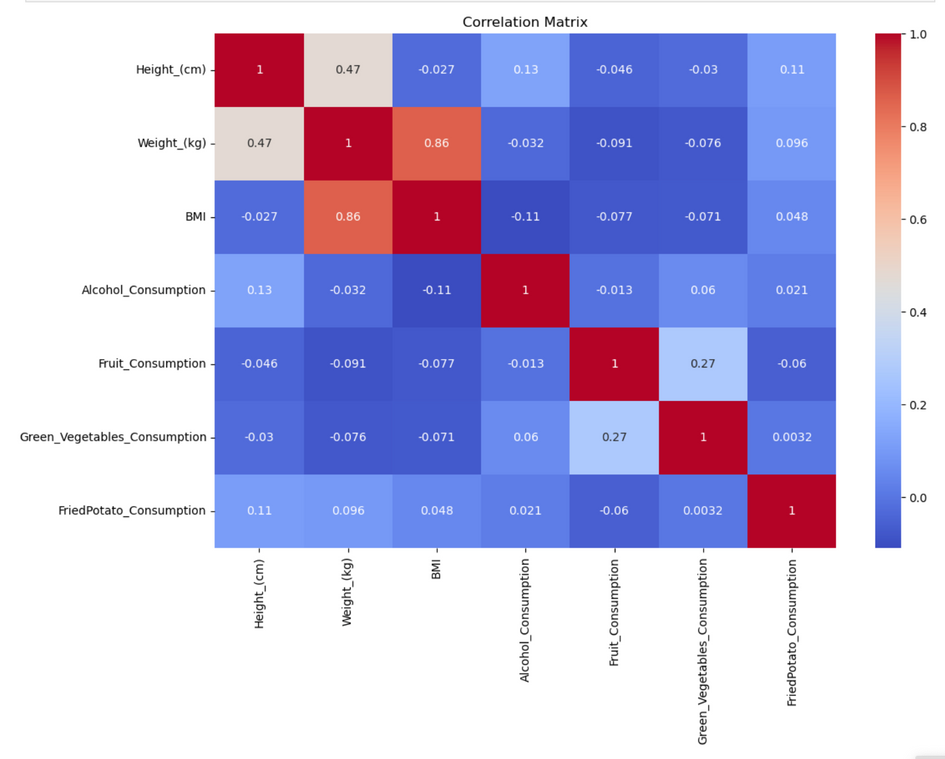 Correlation Matrix
Height_(cm) 1 0.47 -0.027 0.13 -0.046 -0.03 0.11
Weight_(kg) 0.47 1 0.86 -0.032 -0.091 -0.076 0.096
BMI -0.027 0.86 1 -0.11 -0.077 -0.071 0.048
Alcohol_Consumption 0.13 -0.032 -0.11 1 -0.013 0.06 0.021
Fruit_Consumption -0.046 -0.091 -0.077 -0.013 1 0.27 -0.06
Green_Vegetables_Consumption -0.03 -0.076 -0.071 0.06 0.27 1 0.0032
FriedPotato_Consumption 0.11 0.096 0.048 0.021 -0.06 0.0032 1
Height_(cm)
Weight_(kg)
BMI
Alcohol_Consumption
Fruit_Consumption
Green_Vegetables_Consumption
FriedPotato_Consumption
1.0
0.8
0.6
0.4
0.2
0.0